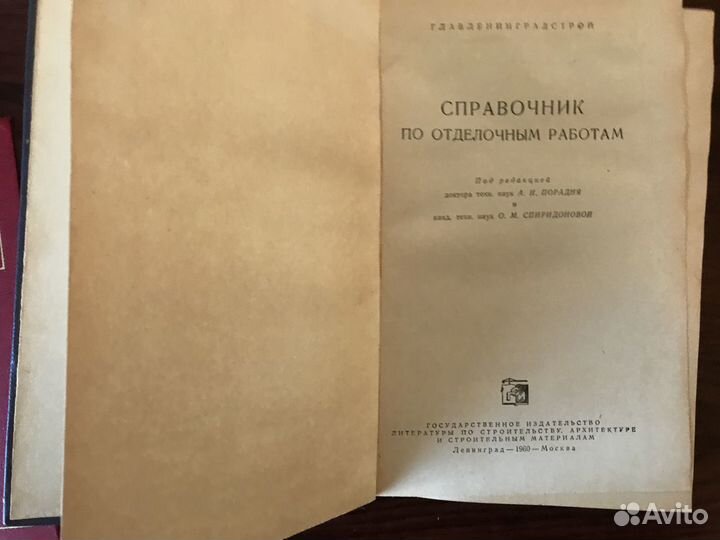 ГЛАВЛЕНИНГРАДСТРОЙ
СПРАВОЧНИК
ПО ОТДЕЛОЧНЫМ РАБОТАМ
Под редакцией
доктора техн. наук А. Н. ПОРАДНЯ
и
канд. техн. наук О. М. СПИРИДОНОВОЙ
ГОСУДАРСТВЕННОЕ ИЗДАТЕЛЬСТВО
ЛИТЕРАТУРЫ ПО СТРОИТЕЛЬСТВУ, АРХИТЕКТУРЕ
И СТРОИТЕЛЬНЫМ МАТЕРИАЛАМ
Ленинград — 1960 — Москва
Avito